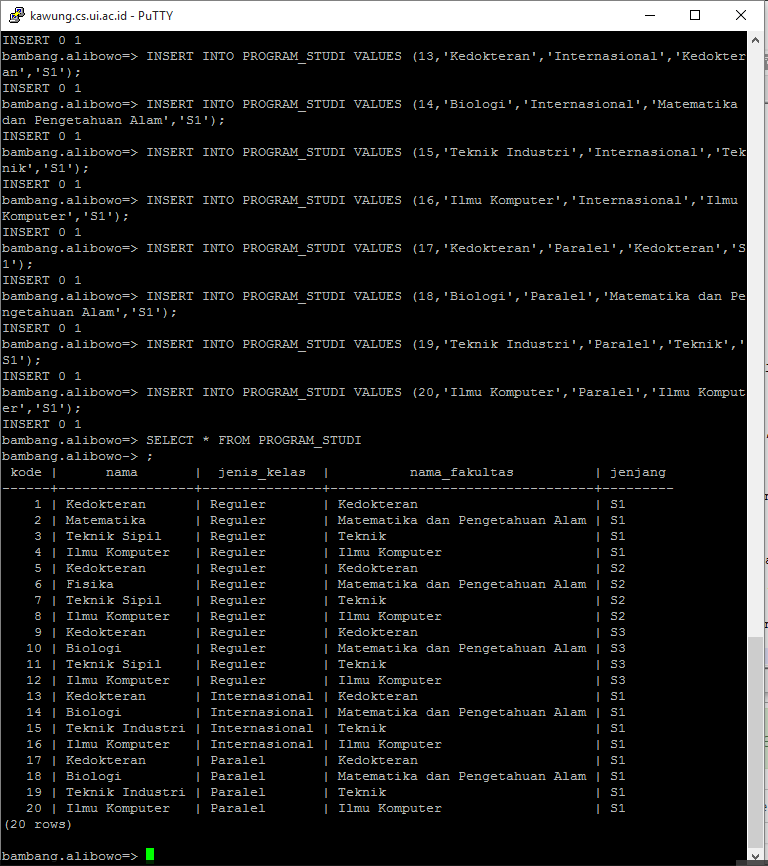 kawung.cs.ui.ac.id - PuTTY
INSERT 0 1
bambang.alibowo=> INSERT INTO PROGRAM_STUDI VALUES (13,'Kedokteran','Internasional','Kedokter
an','S1');
INSERT 0 1
bambang.alibowo=> INSERT INTO PROGRAM_STUDI VALUES (14,'Biologi','Internasional','Matematika
dan Pengetahuan Alam','S1');
INSERT 0 1
bambang.alibowo=> INSERT INTO PROGRAM_STUDI VALUES (15,'Teknik Industri','Internasional','Tek
nik','S1');
INSERT 0 1
bambang.alibowo=> INSERT INTO PROGRAM_STUDI VALUES (16,'Ilmu Komputer','Internasional','Ilmu
Komputer','S1');
INSERT 0 1
bambang.alibowo=> INSERT INTO PROGRAM_STUDI VALUES (17,'Kedokteran','Paralel','Kedokteran','S
1');
INSERT 0 1
bambang.alibowo=> INSERT INTO PROGRAM_STUDI VALUES (18,'Biologi','Paralel','Matematika dan Pe
ngetahuan Alam','S1');
INSERT 0 1
bambang.alibowo=> INSERT INTO PROGRAM_STUDI VALUES (19,'Teknik Industri','Paralel','Teknik','
S1');
INSERT 0 1
bambang.alibowo=> INSERT INTO PROGRAM_STUDI VALUES (20,'Ilmu Komputer','Paralel','Ilmu Komput
er','S1');
INSERT 0 1
bambang.alibowo=> SELECT * FROM PROGRAM_STUDI
bambang.alibowo-> ;
 kode |      nama       |  jenis_kelas  |          nama_fakultas          | jenjang
------+-----------------+---------------+---------------------------------+---------
    1 | Kedokteran      | Reguler       | Kedokteran                      | S1
    2 | Matematika      | Reguler       | Matematika dan Pengetahuan Alam | S1
    3 | Teknik Sipil    | Reguler       | Teknik                          | S1
    4 | Ilmu Komputer   | Reguler       | Ilmu Komputer                   | S1
    5 | Kedokteran      | Reguler       | Kedokteran                      | S2
    6 | Fisika          | Reguler       | Matematika dan Pengetahuan Alam | S2
    7 | Teknik Sipil    | Reguler       | Teknik                          | S2
    8 | Ilmu Komputer   | Reguler       | Ilmu Komputer                   | S2
    9 | Kedokteran      | Reguler       | Kedokteran                      | S3
   10 | Biologi         | Reguler       | Matematika dan Pengetahuan Alam | S3
   11 | Teknik Sipil    | Reguler       | Teknik                          | S3
   12 | Ilmu Komputer   | Reguler       | Ilmu Komputer                   | S3
   13 | Kedokteran      | Internasional | Kedokteran                      | S1
   14 | Biologi         | Internasional | Matematika dan Pengetahuan Alam | S1
   15 | Teknik Industri | Internasional | Teknik                          | S1
   16 | Ilmu Komputer   | Internasional | Ilmu Komputer                   | S1
   17 | Kedokteran      | Paralel       | Kedokteran                      | S1
   18 | Biologi         | Paralel       | Matematika dan Pengetahuan Alam | S1
   19 | Teknik Industri | Paralel       | Teknik                          | S1
   20 | Ilmu Komputer   | Paralel       | Ilmu Komputer                   | S1
(20 rows)
bambang.alibowo=>